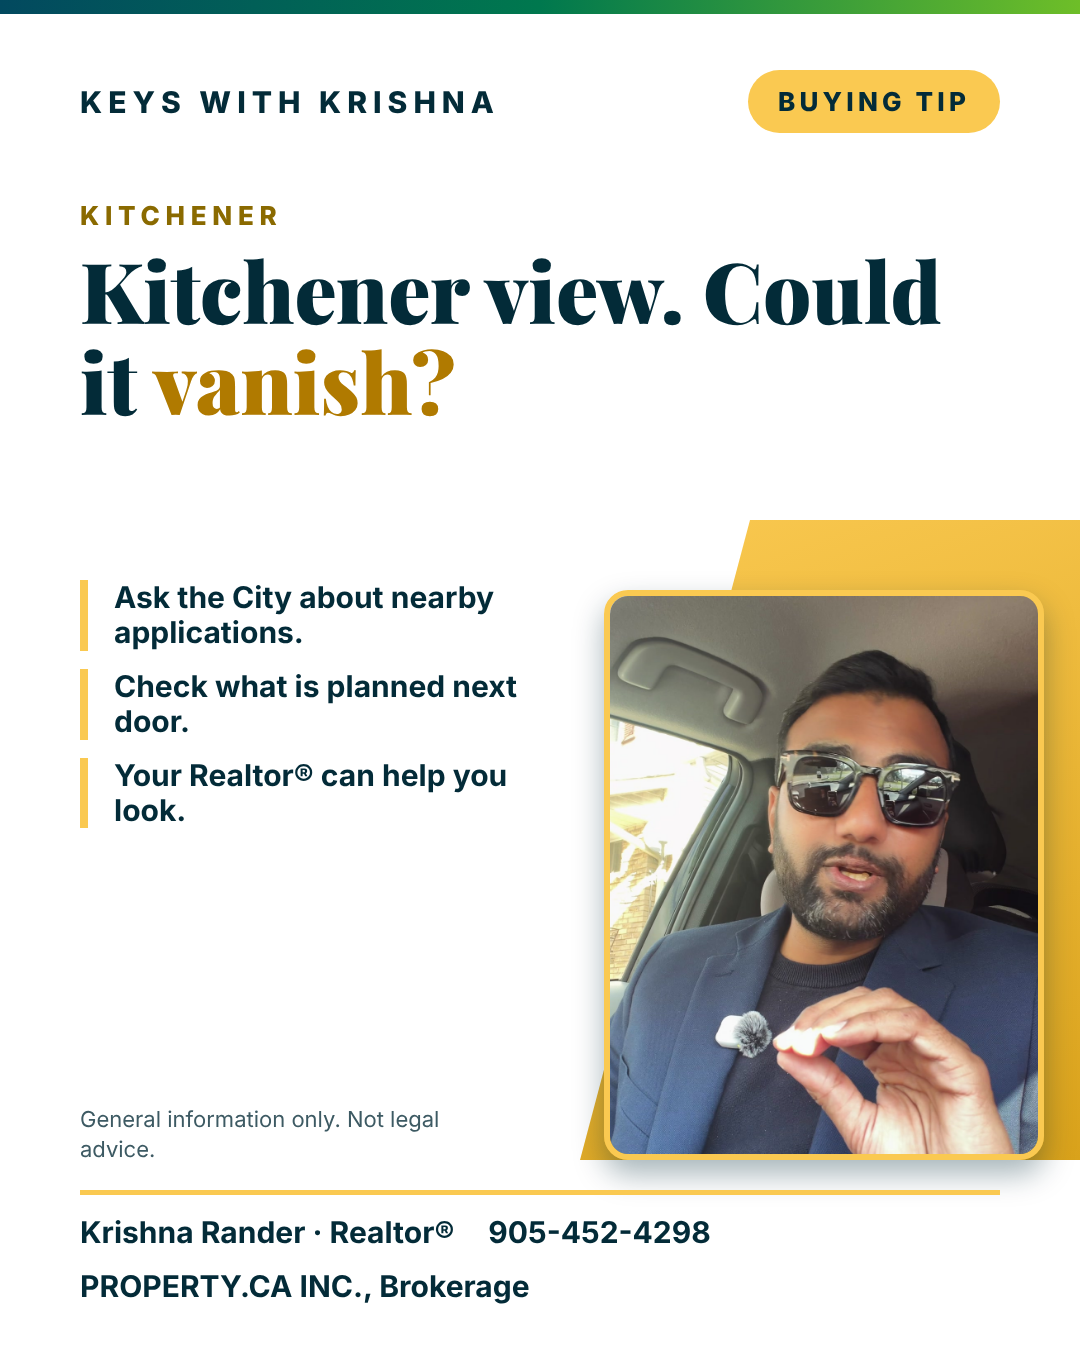 KEYS WITH KRISHNA
BUYING TIP
KITCHENER
Kitchener view. Could
it vanish?
Ask the City about nearby
applications.
Check what is planned next
door.
Your Realtor® can help you
look.
General information only. Not legal
advice.
Krishna Rander · Realtor® 905-452-4298
PROPERTY.CA INC., Brokerage